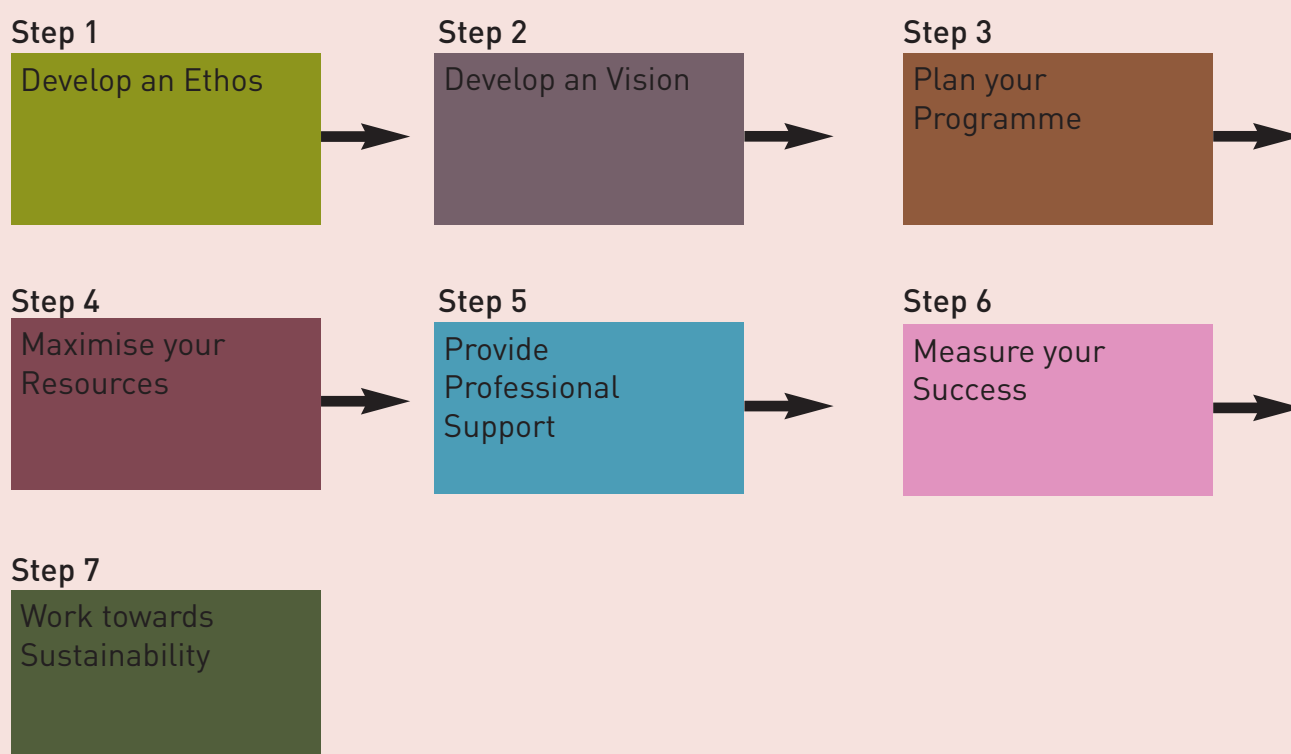 Step 1
Develop an Ethos
Step 2
Develop an Vision
Step 3
Plan your
Programme
Step 4
Maximise your
Resources
Step 5
Provide
Professional
Support
Step 6
Measure your
Success
Step 7
Work towards
Sustainability